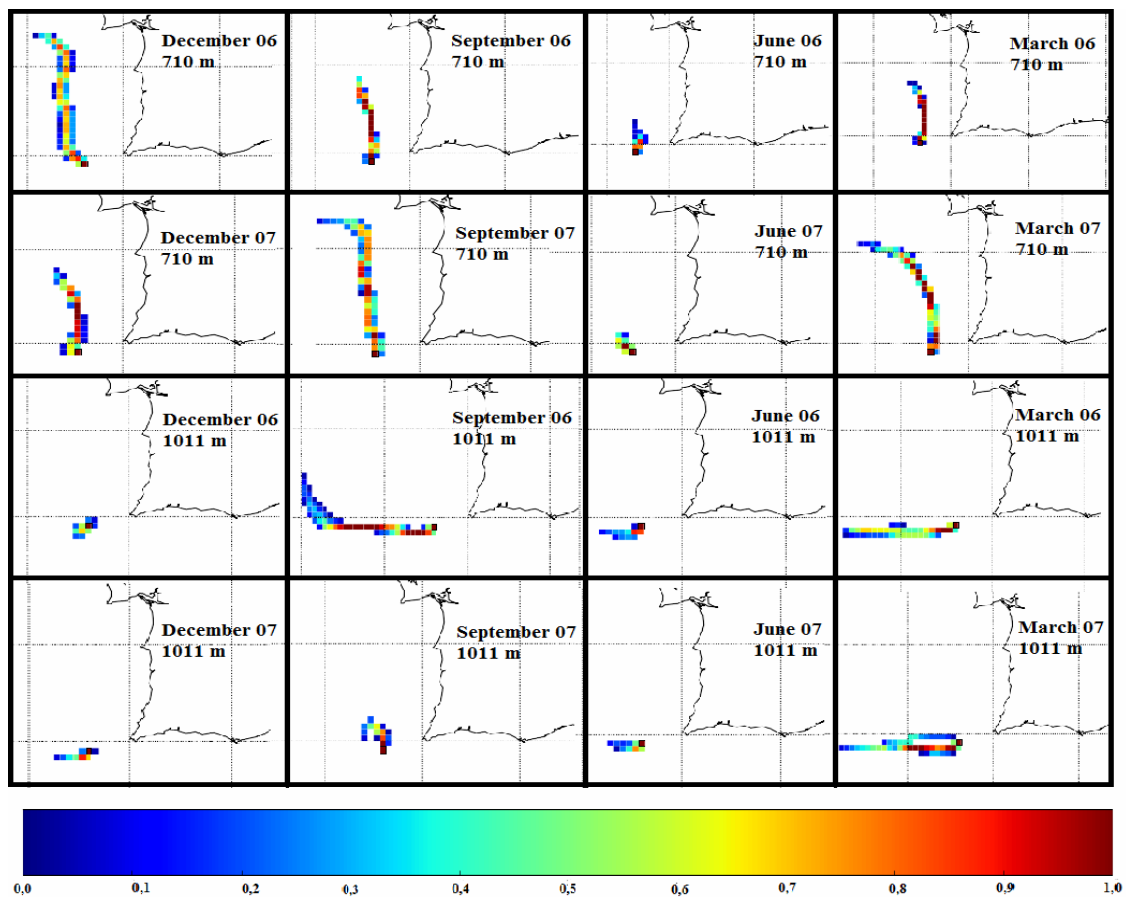 December 06
710 m
September 06
710 m
June 06
710 m
March 06
710 m
December 07
710 m
September 07
710 m
June 07
710 m
March 07
710 m
December 06
1011 m
September 06
1011 m
June 06
1011 m
March 06
1011 m
December 07
1011 m
September 07
1011 m
June 07
1011 m
March 07
1011 m
0,0 0,1 0,2 0,3 0,4 0,5 0,6 0,7 0,8 0,9 1,0